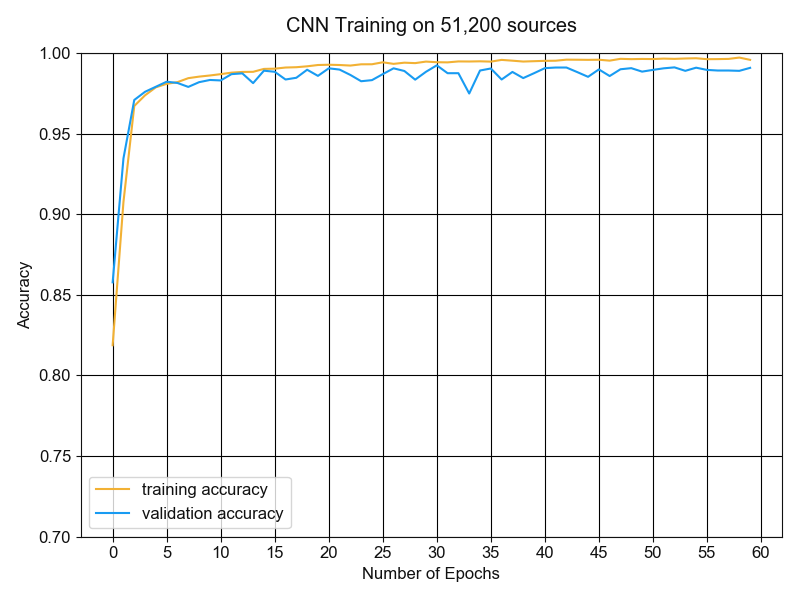 CNN Training on 51,200 sources
1.00
0.95
0.90
0.85
0.80
0.75
0.70
Accuracy
training accuracy
validation accuracy
0 5 10 15 20 25 30 35 40 45 50 55 60
Number of Epochs